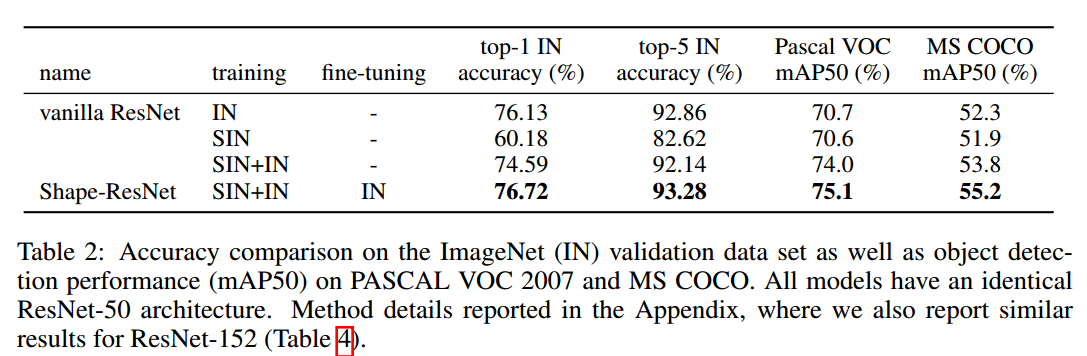 top-1 IN top-5 IN Pascal VOC MS COCO
name training fine-tuning accuracy (%) accuracy (%) mAP50 (%) mAP50 (%)
vanilla ResNet IN - 76.13 92.86 70.7 52.3
SIN - 60.18 82.62 70.6 51.9
SIN+IN - 74.59 92.14 74.0 53.8
Shape-ResNet SIN+IN IN 76.72 93.28 75.1 55.2
Table 2: Accuracy comparison on the ImageNet (IN) validation data set as well as object detec-
tion performance (mAP50) on PASCAL VOC 2007 and MS COCO. All models have an identical
ResNet-50 architecture. Method details reported in the Appendix, where we also report similar
results for ResNet-152 (Table 4).